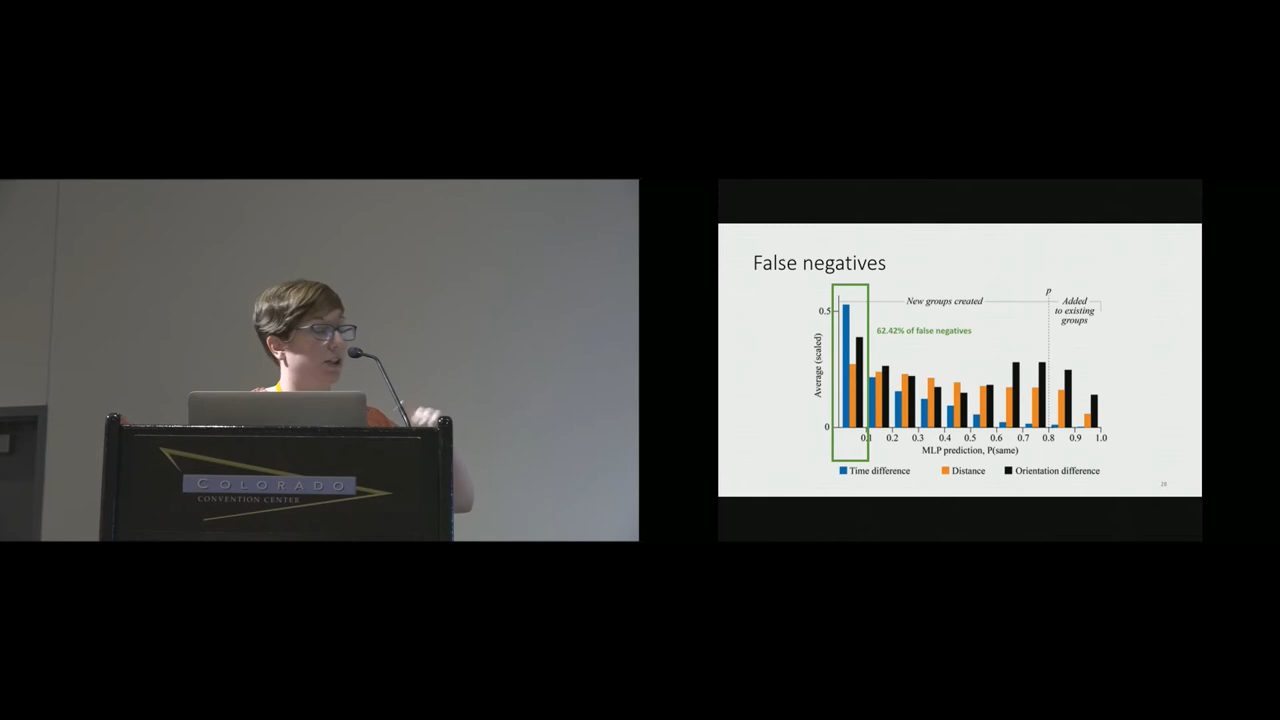 COLORADO
CONVENTION CENTER
False negatives
p
New groups created
Added
to existing
groups
0.5
62.42% of false negatives
Average (scaled)
0
0.1 0.2 0.3 0.4 0.5 0.6 0.7 0.8 0.9 1.0
MLP prediction, P(same)
Time difference Distance Orientation difference
28